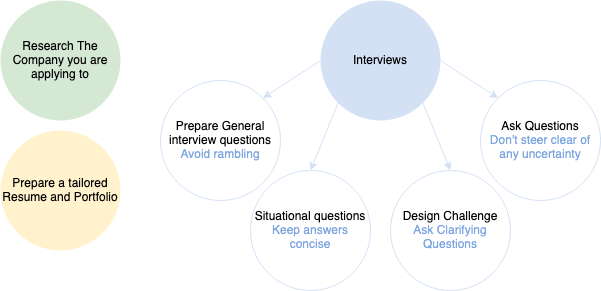 Research The
Company you are
applying to
Interviews
Prepare General
interview questions
Avoid rambling
Ask Questions
Don't steer clear of
any uncertainty
Prepare a tailored
Resume and Portfolio
Situational questions
Keep answers
concise
Design Challenge
Ask Clarifying
Questions